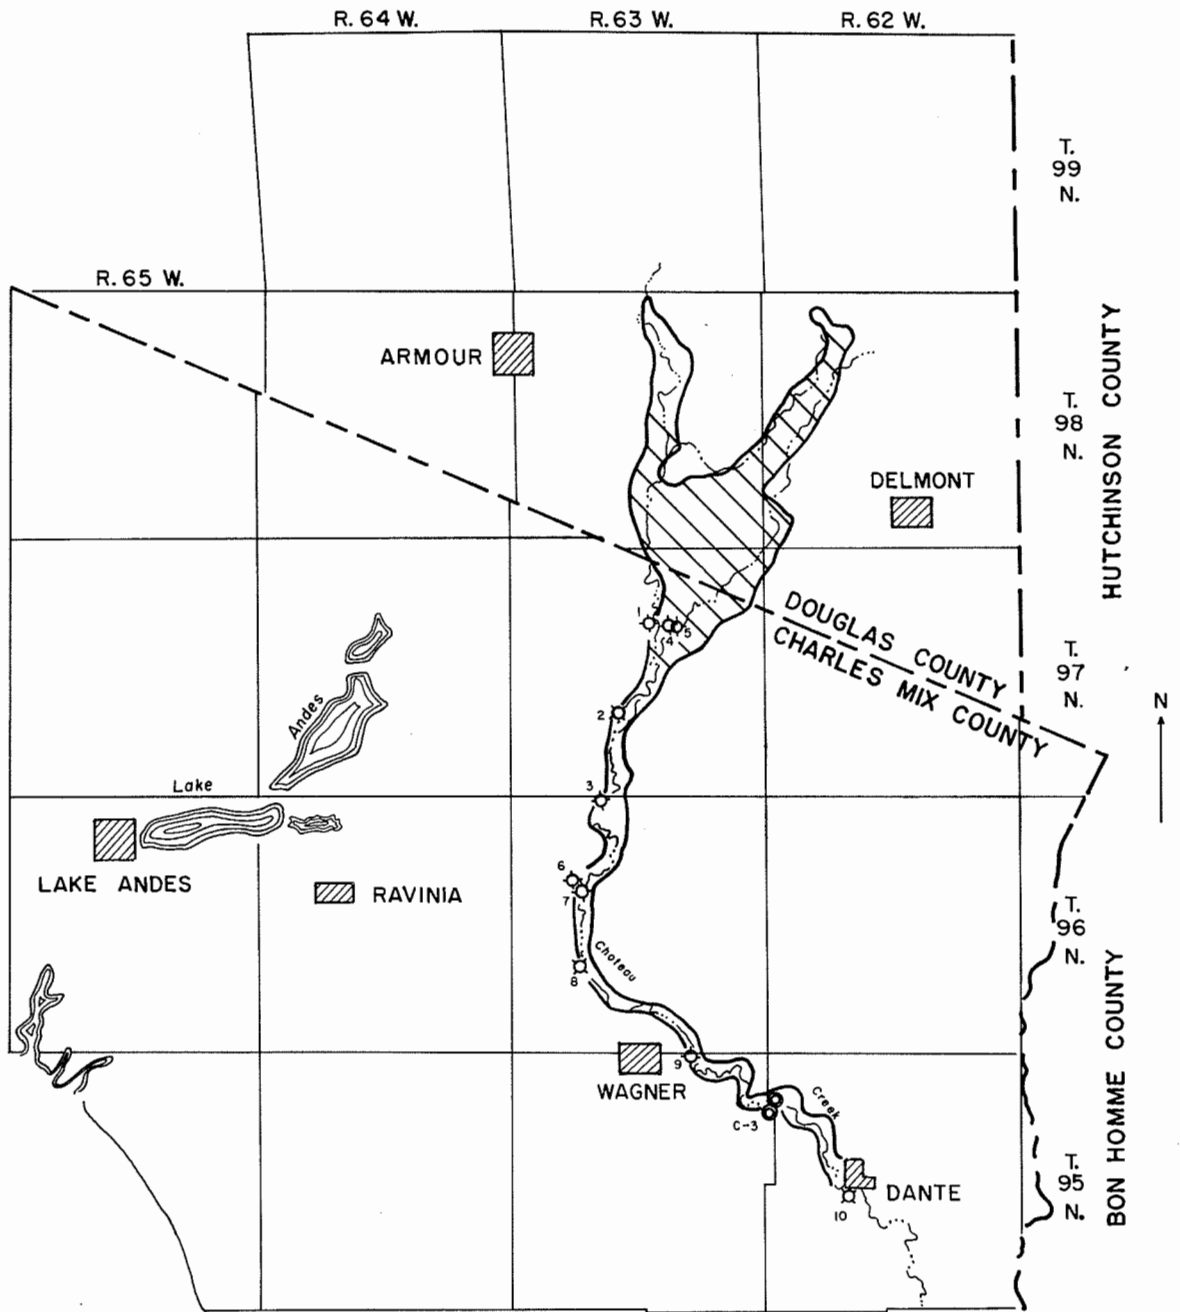 R. 64 W.
R. 63 W.
R. 62 W.
T.
99
N.
R. 65 W.
ARMOUR
T.
98
N.
HUTCHINSON COUNTY
DELMONT
DOUGLAS COUNTY
CHARLES MIX COUNTY
1
4
5
T.
97
N.
N
Andes
2
Lake
3
LAKE ANDES
RAVINIA
6
7
T.
96
N.
Choteau
8
BON HOMME COUNTY
9
WAGNER
Creek
C-3
T.
95
N.
DANTE
10